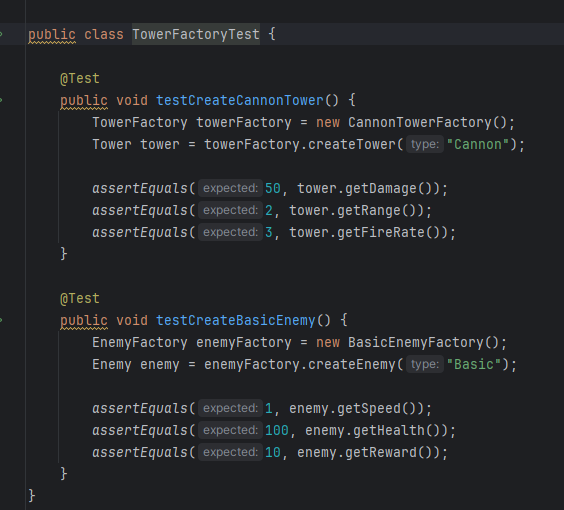 public class TowerFactoryTest {
@Test
public void testCreateCannonTower() {
TowerFactory towerFactory = new CannonTowerFactory();
Tower tower = towerFactory.createTower( type: "Cannon");
assertEquals( expected: 50, tower.getDamage());
assertEquals( expected: 2, tower.getRange());
assertEquals( expected: 3, tower.getFireRate());
}
@Test
public void testCreateBasicEnemy() {
EnemyFactory enemyFactory = new BasicEnemyFactory();
Enemy enemy = enemyFactory.createEnemy( type: "Basic");
assertEquals( expected: 1, enemy.getSpeed());
assertEquals( expected: 100, enemy.getHealth());
assertEquals( expected: 10, enemy.getReward());
}
}